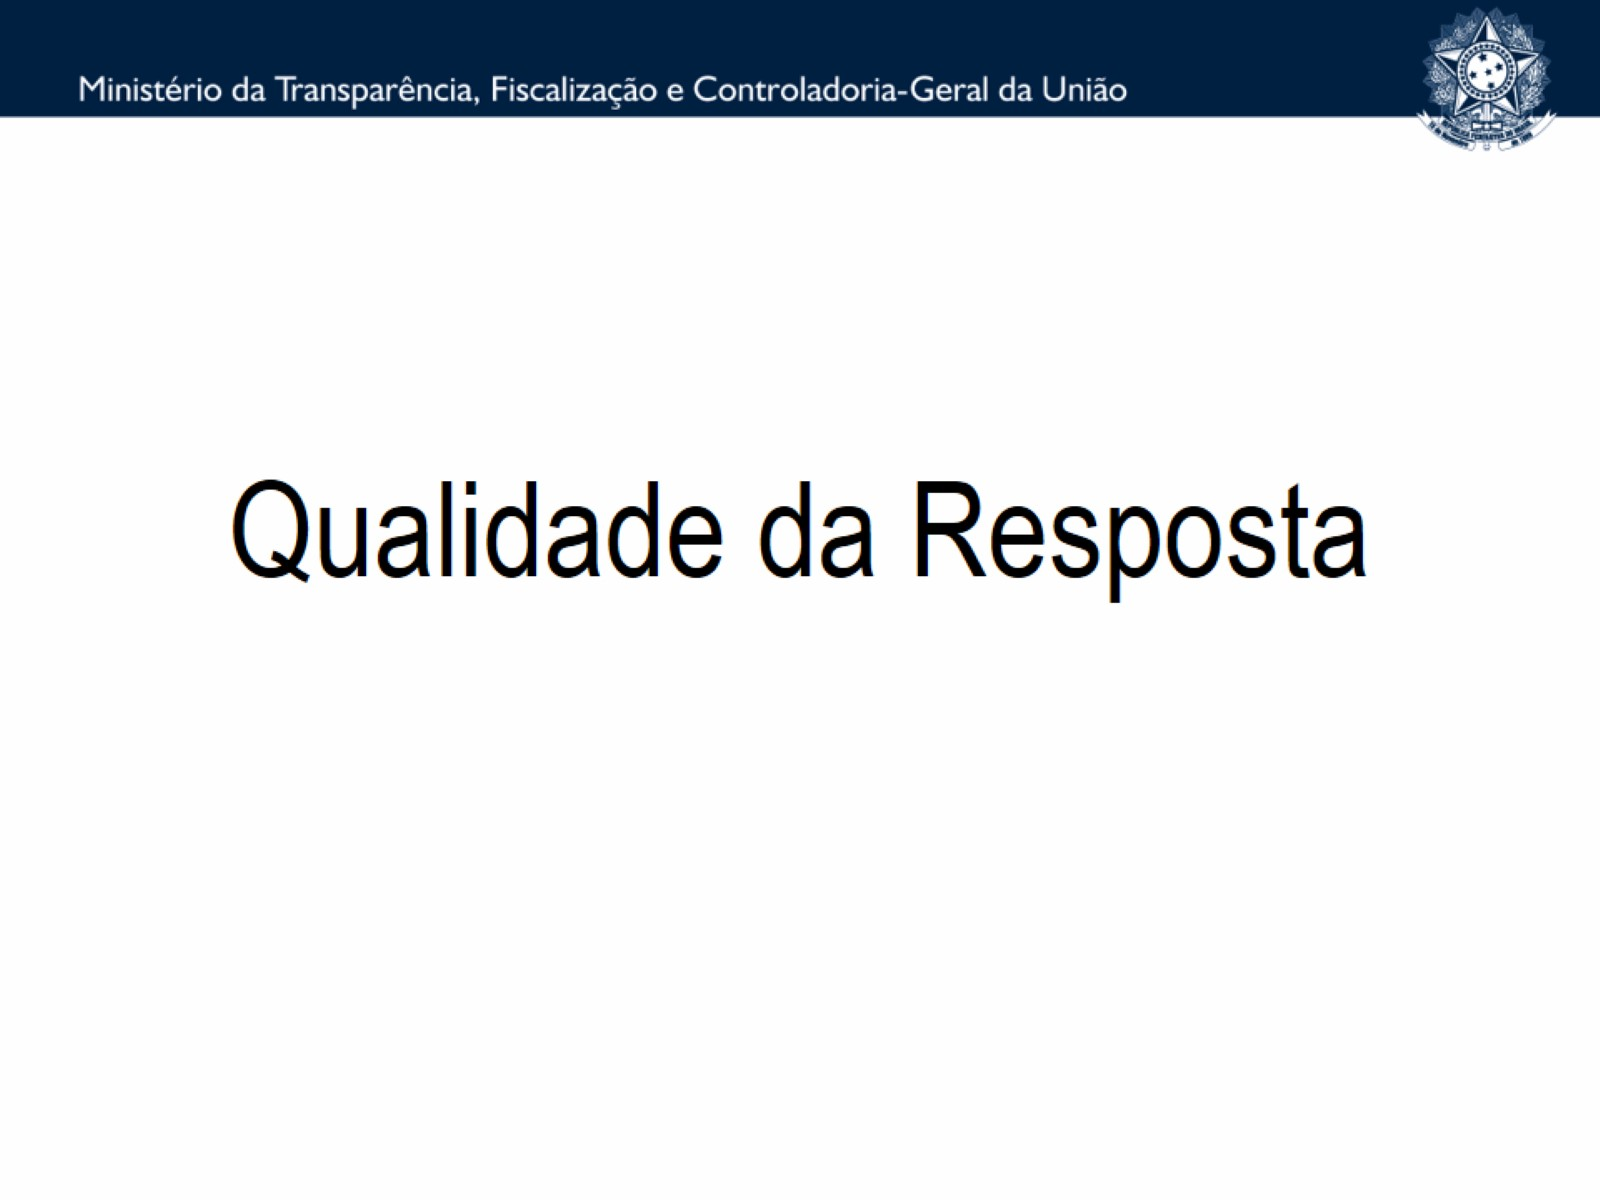 Ministério da Transparência, Fiscalização e Controladoria-Geral da União
Qualidade da Resposta